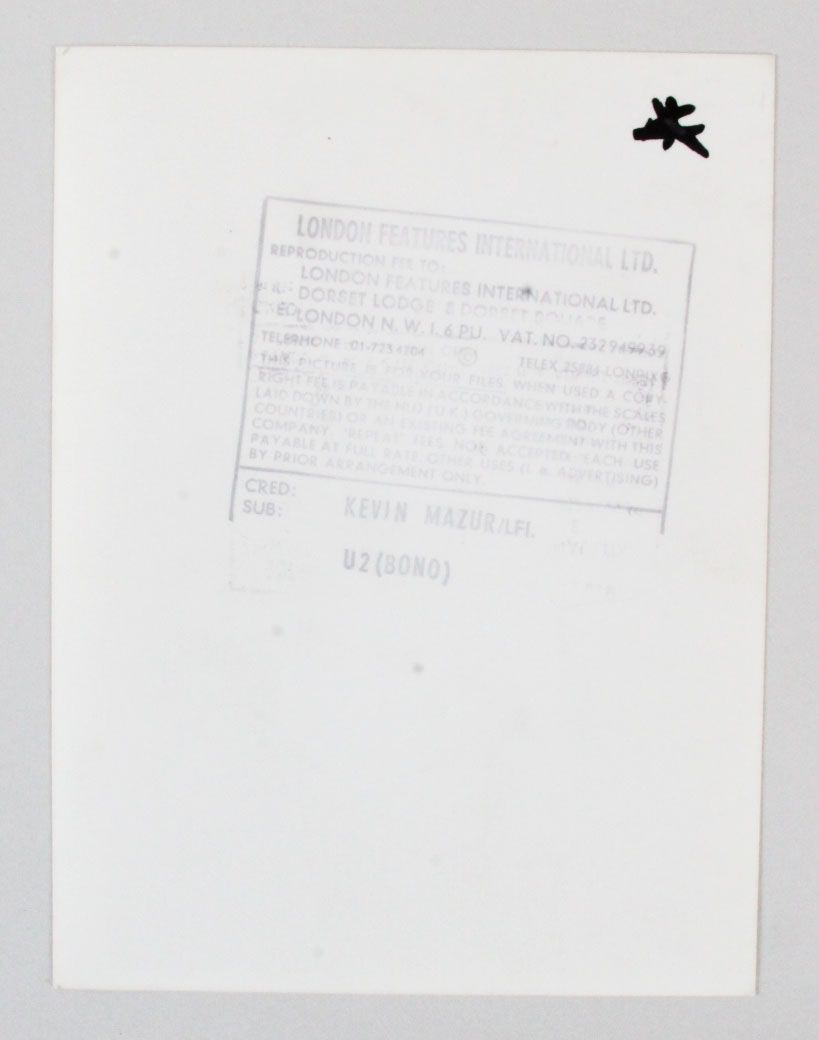 LONDON FEATURES INTERNATIONAL LTD.
REPRODUCTION FEE TO:
LONDON FEATURES INTERNATIONAL LTD.
DORSET LODGE 8 DORSET SQUARE
LONDON N.W.1. 6 PU. VAT. NO. 232949939
TELEPHONE 01-723 4204 TELEX
THIS PICTURE IS FOR YOUR FILES. WHEN USED A COPY-
RIGHT FEE IS PAYABLE IN ACCORDANCE WITH THE SCALES
LAID DOWN BY THE NUJ (U.K.) GOVERNING BODY (OTHER
COUNTRIES) OR AN EXISTING FEE AGREEMENT WITH THIS
COMPANY. "REPEAT" FEES NOT ACCEPTED. EACH USE
PAYABLE AT FULL RATE. OTHER USES (I. e. ADVERTISING)
BY PRIOR ARRANGEMENT ONLY.
CRED:
SUB: KEVIN MAZUR/LFI.
U2 (BONO)